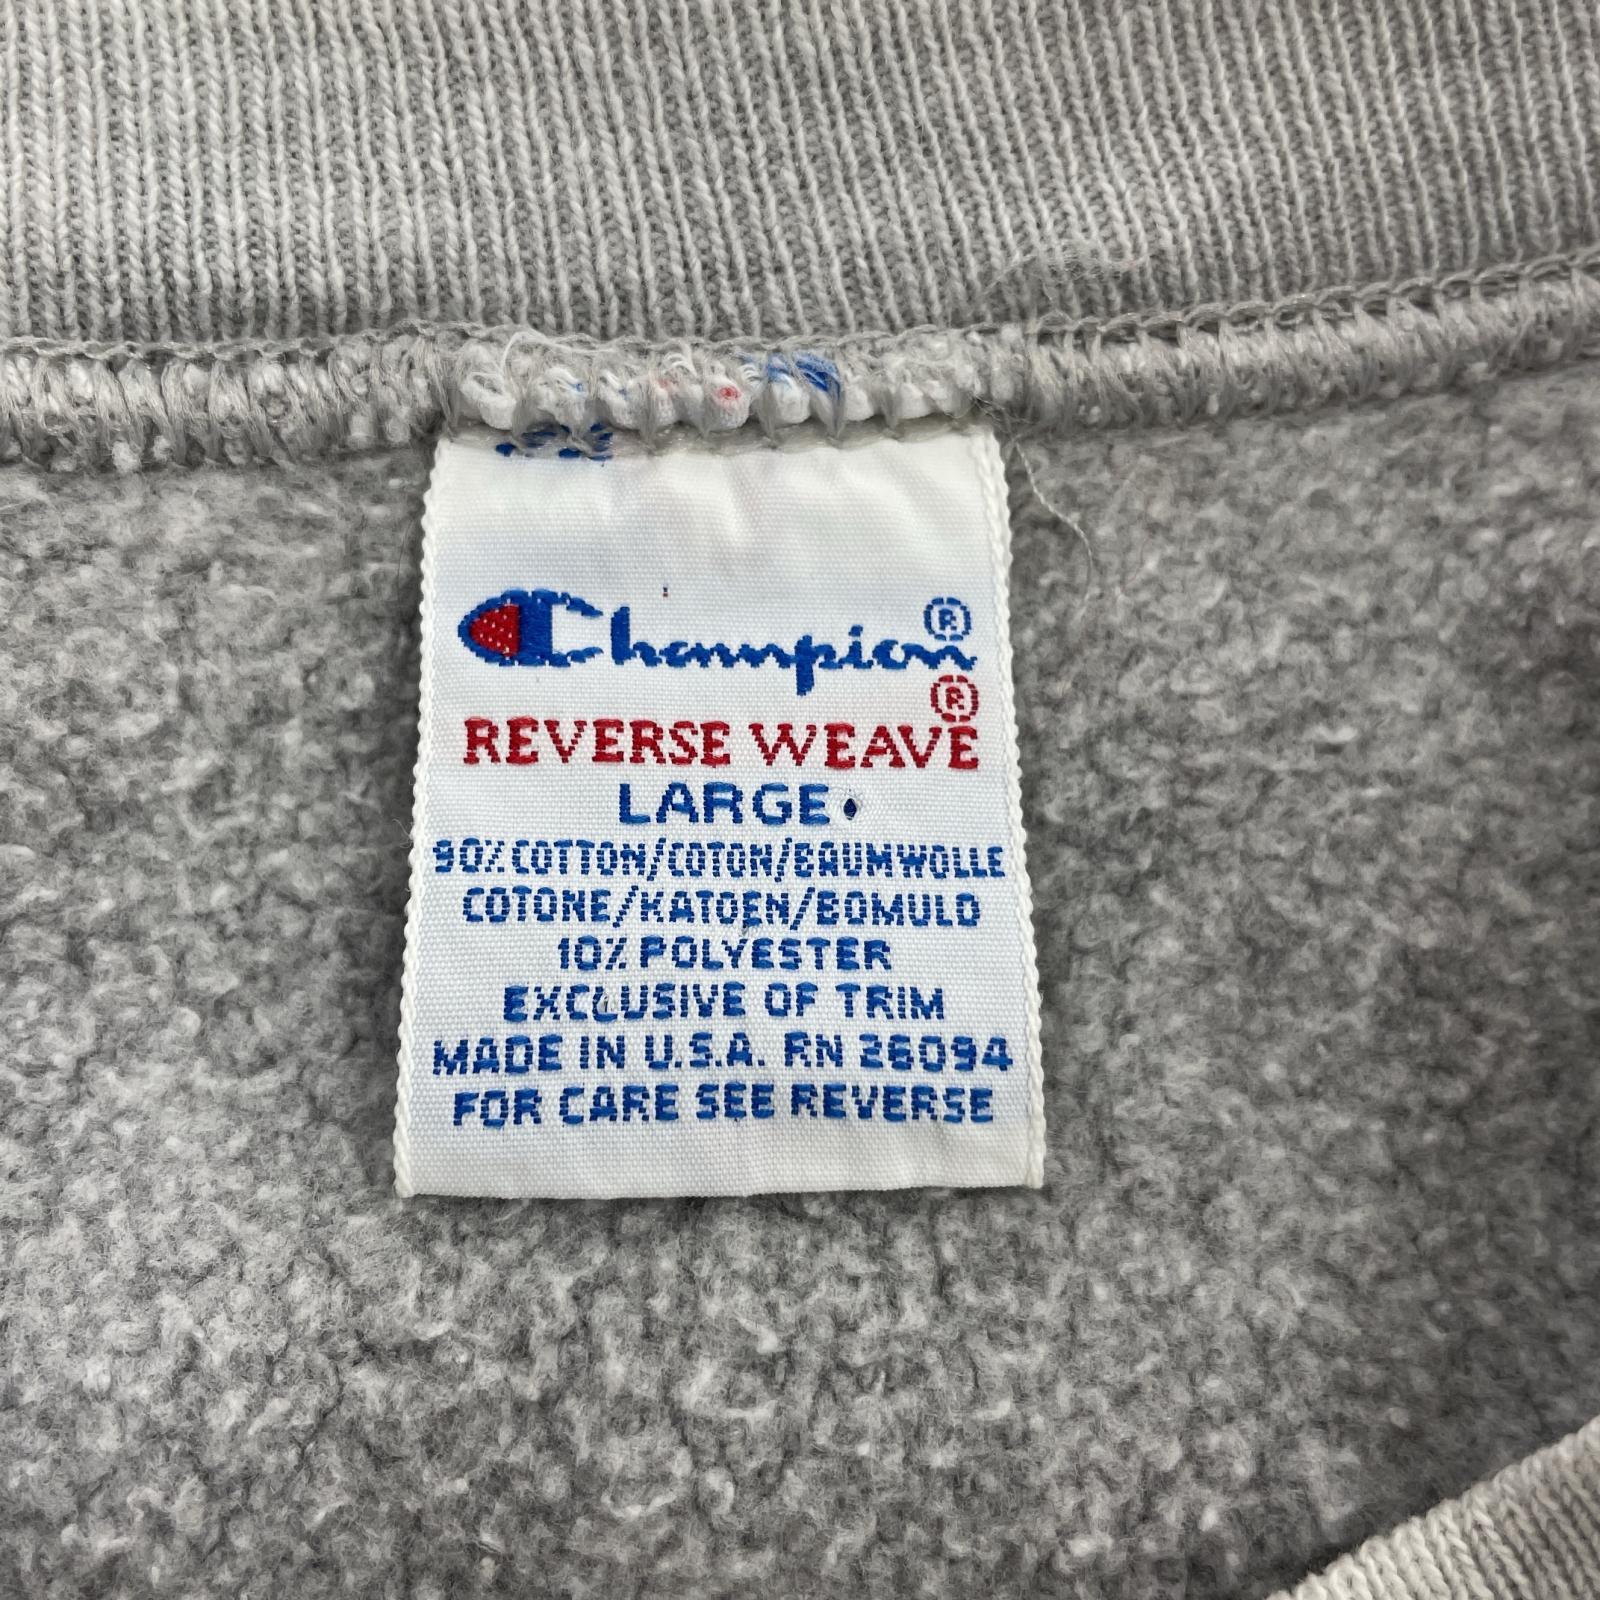 Champion®
REVERSE WEAVE®
LARGE
90% COTTON/COTON/BAUMWOLLE
COTONE/KATOEN/BOMULD
10% POLYESTER
EXCLUSIVE OF TRIM
MADE IN U.S.A. RN 26094
FOR CARE SEE REVERSE